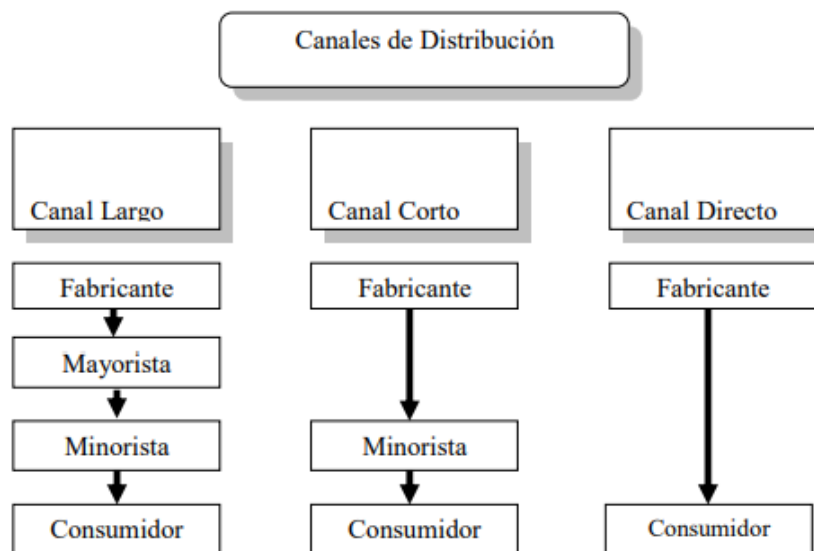 Canales de Distribución
Canal Largo
Canal Corto
Canal Directo
Fabricante
Fabricante
Fabricante
Mayorista
Minorista
Minorista
Consumidor
Consumidor
Consumidor